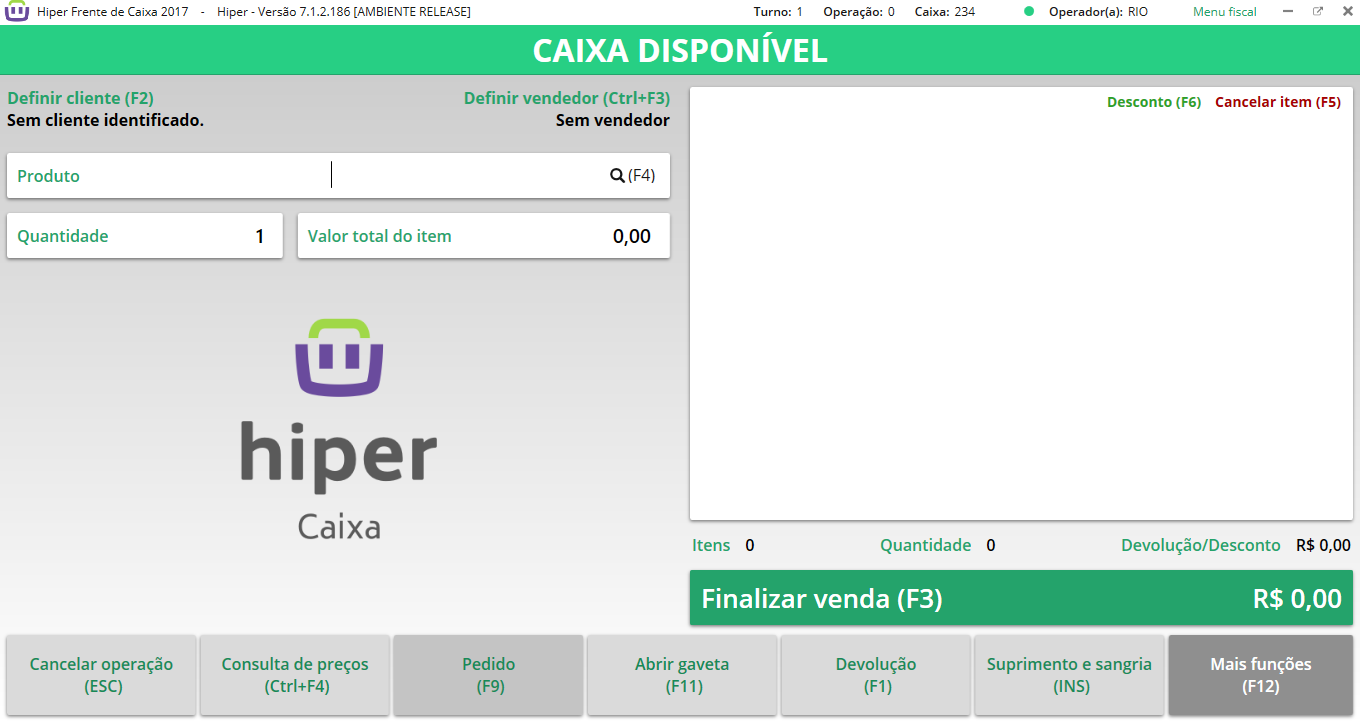 Hiper Frente de Caixa 2017 - Hiper - Versão 7.1.2.186 [AMBIENTE RELEASE] Turno: 1 Operação: 0 Caixa: 234 Operador(a): RIO Menu fiscal
CAIXA DISPONÍVEL
Definir cliente (F2) Definir vendedor (Ctrl+F3)
Sem cliente identificado. Sem vendedor
Produto (F4)
Quantidade 1 Valor total do item 0,00
hiper
Caixa
Desconto (F6) Cancelar item (F5)
Itens 0 Quantidade 0 Devolução/Desconto R$ 0,00
Finalizar venda (F3) R$ 0,00
Cancelar operação Consulta de preços Pedido Abrir gaveta Devolução Suprimento e sangria Mais funções
(ESC) (Ctrl+F4) (F9) (F11) (F1) (INS) (F12)